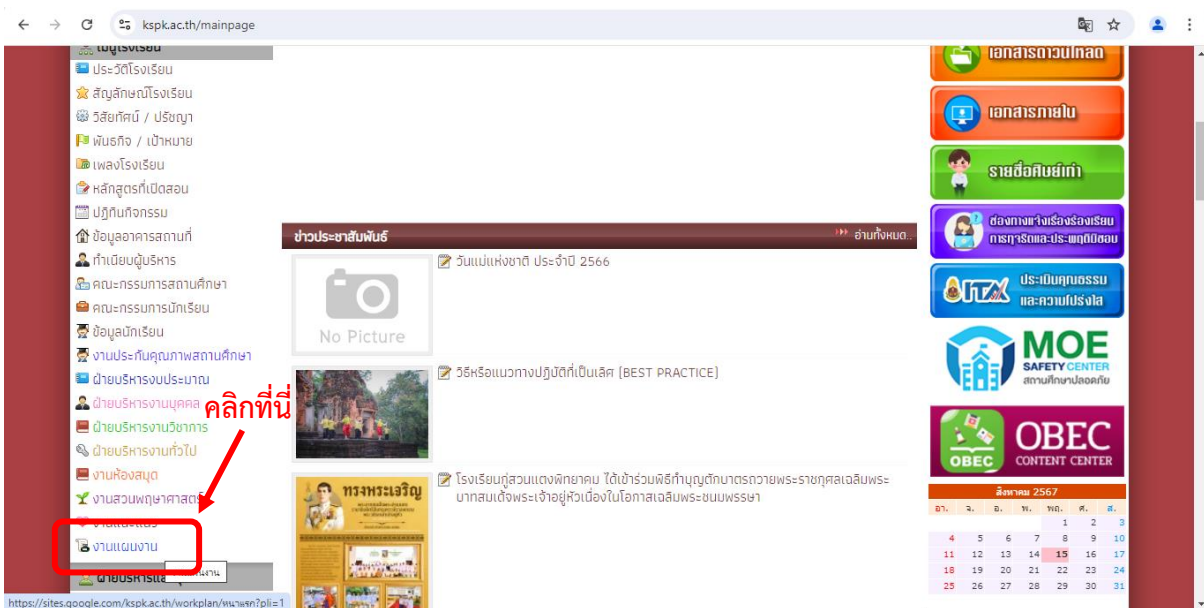 kspk.ac.th/mainpage
เมนูโรงเรียน
ประวัติโรงเรียน
สัญลักษณ์โรงเรียน
วิสัยทัศน์ / ปรัชญา
พันธกิจ / เป้าหมาย
เพลงโรงเรียน
หลักสูตรที่เปิดสอน
ปฏิทินกิจกรรม
ข้อมูลอาคารสถานที่
ทำเนียบผู้บริหาร
คณะกรรมการสถานศึกษา
คณะกรรมการนักเรียน
ข้อมูลนักเรียน
งานประกันคุณภาพสถานศึกษา
ฝ่ายบริหารงบประมาณ
ฝ่ายบริหารงานบุคคล
ฝ่ายบริหารงานวิชาการ
ฝ่ายบริหารงานทั่วไป
งานห้องสมุด
งานสวนพฤษาศาสตร์
งานแนะแนว
งานแผนงาน
คลิกที่นี่
https://sites.google.com/kspk.ac.th/workplan/หน้าแรก?pli=1
ข่าวประชาสัมพันธ์
อ่านทั้งหมด..
No Picture
วันแม่แห่งชาติ ประจำปี 2566
วิธีหรือแนวทางปฏิบัติที่เป็นเลิศ (BEST PRACTICE)
ทรงพระเจริญ
โรงเรียนกู่สวนแตงพิทยาคม ได้เข้าร่วมพิธีทำบุญตักบาตรถวายพระราชกุศลเฉลิมพระ
บาทสมเด็จพระเจ้าอยู่หัวเนื่องในโอกาสเฉลิมพระชนมพรรษา
เอกสารดาวน์โหลด
เอกสารภายใน
รายชื่อศิษย์เก่า
ช่องทางแจ้งเรื่องร้องเรียน
การทุจริตและประพฤติมิชอบ
ITA
ประเมินคุณธรรม
และความโปร่งใส
MOE
SAFETY CENTER
สถานศึกษาปลอดภัย
OBEC
OBEC
CONTENT CENTER
สิงหาคม 2567
อา. จ. อ. พ. พฤ. ศ. ส.
1 2 3
4 5 6 7 8 9 10
11 12 13 14 15 16 17
18 19 20 21 22 23 24
25 26 27 28 29 30 31